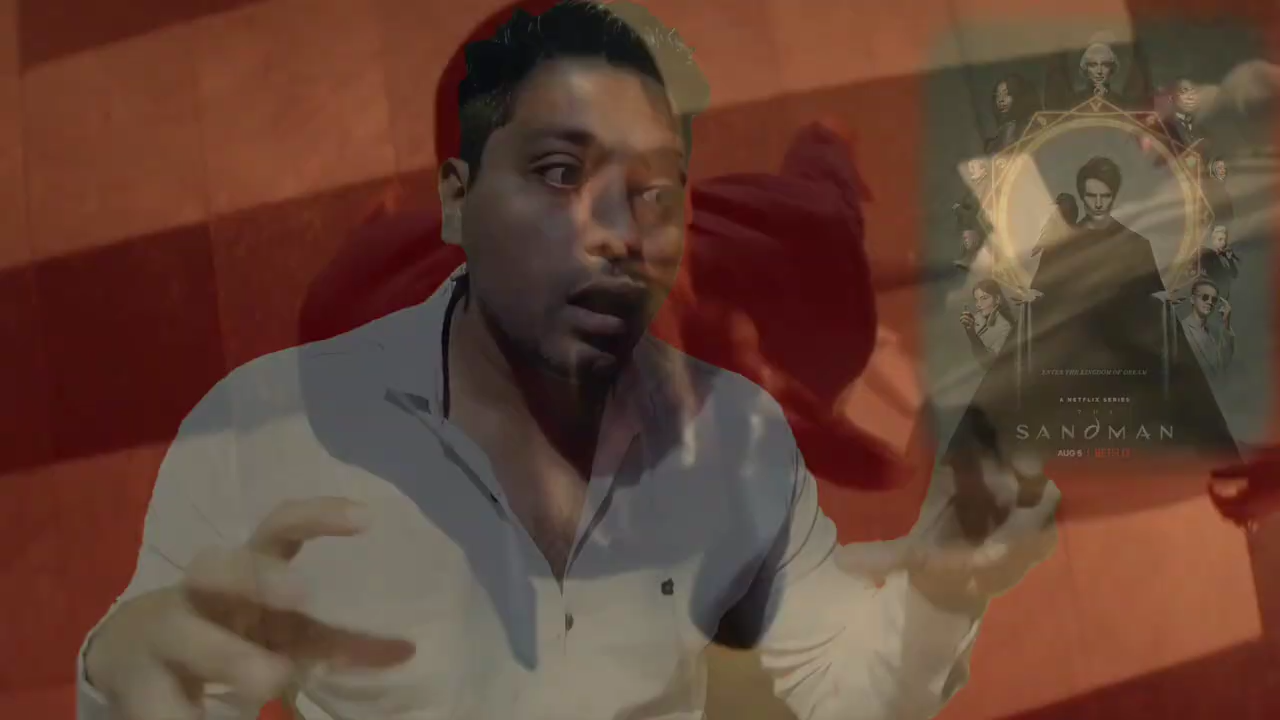 ENTER THE KINGDOM OF DREAM
A NETFLIX SERIES
THE
SANDMAN
AUG 5 | NETFLIX